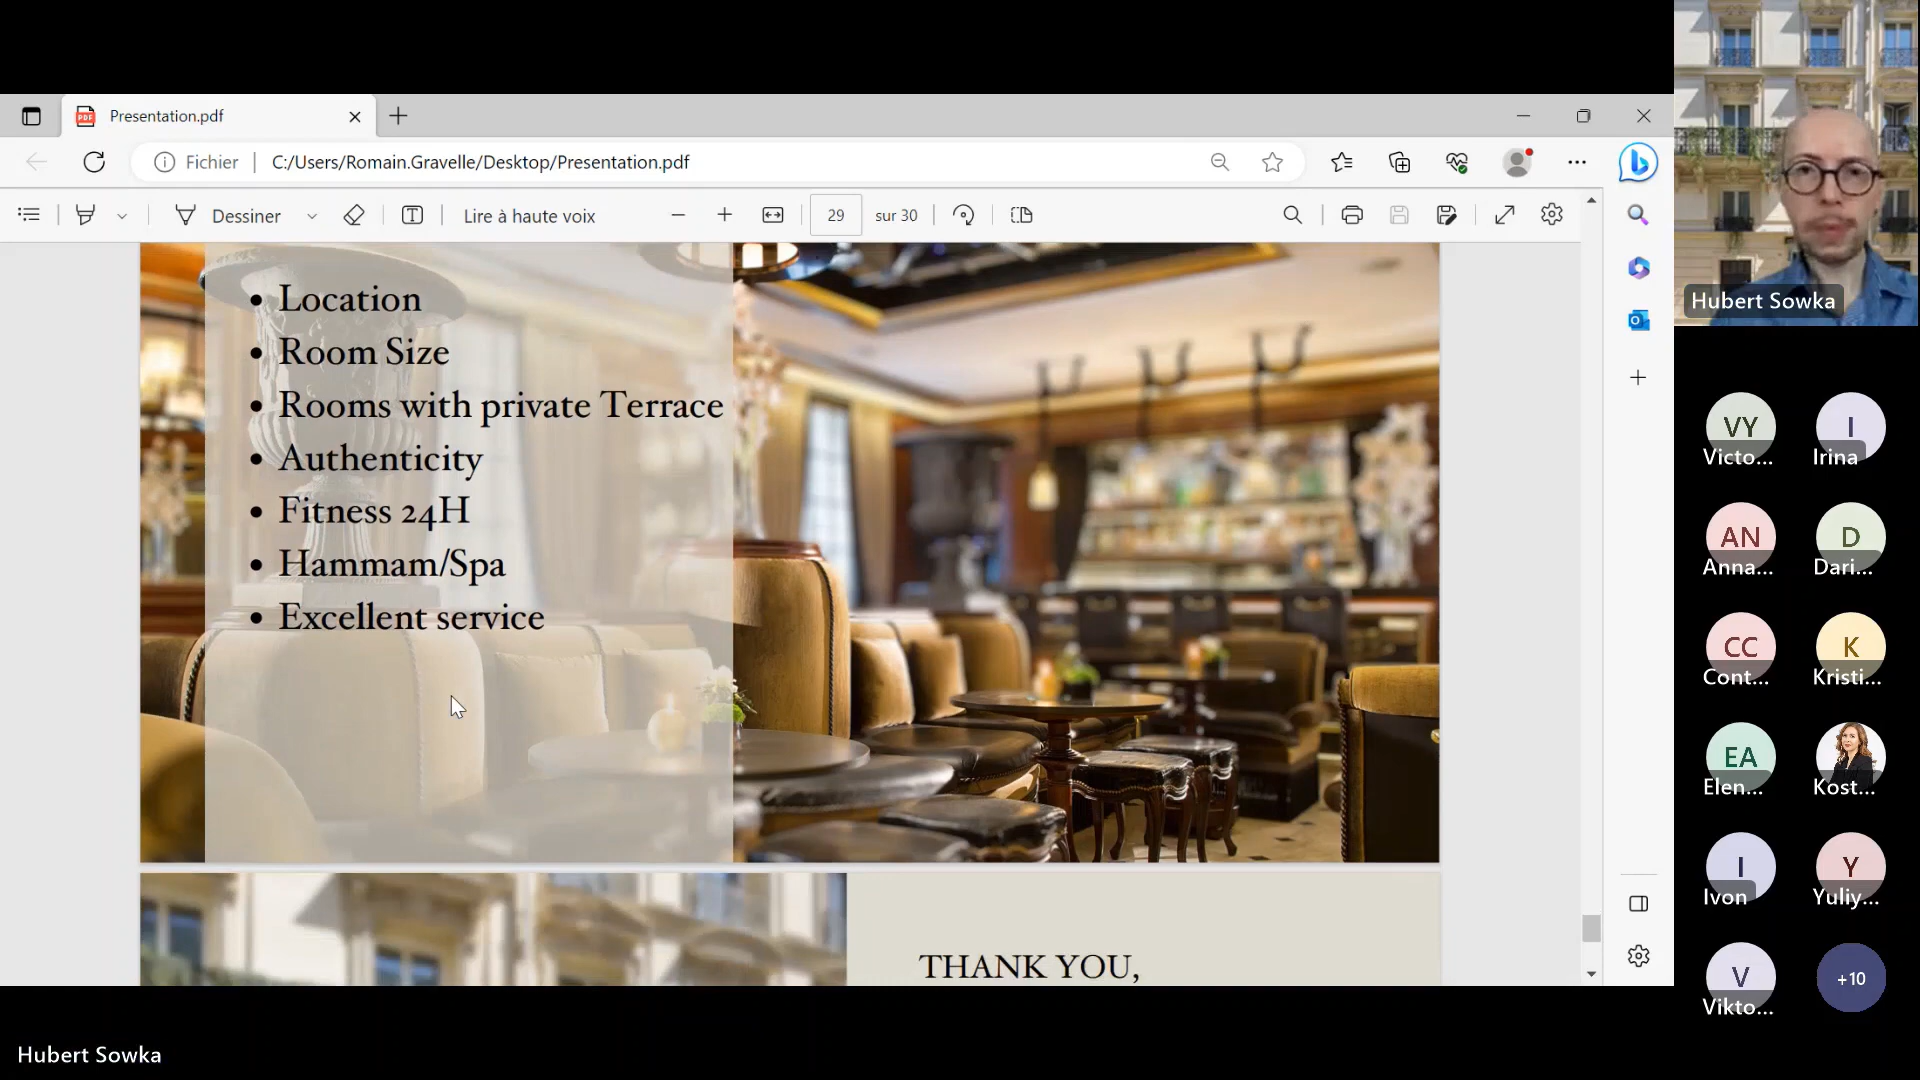 Presentation.pdf
Fichier
C:/Users/Romain.Gravelle/Desktop/Presentation.pdf
Dessiner
Lire à haute voix
29
sur 30
Location
Room Size
Rooms with private Terrace
Authenticity
Fitness 24H
Hammam/Spa
Excellent service
THANK YOU,
Hubert Sowka
VY
Victo...
I
Irina
AN
Anna...
D
Dari...
CC
Cont...
K
Kristi...
EA
Elen...
Kost...
I
Ivon
Y
Yuliy...
V
Vikto...
+10
Hubert Sowka